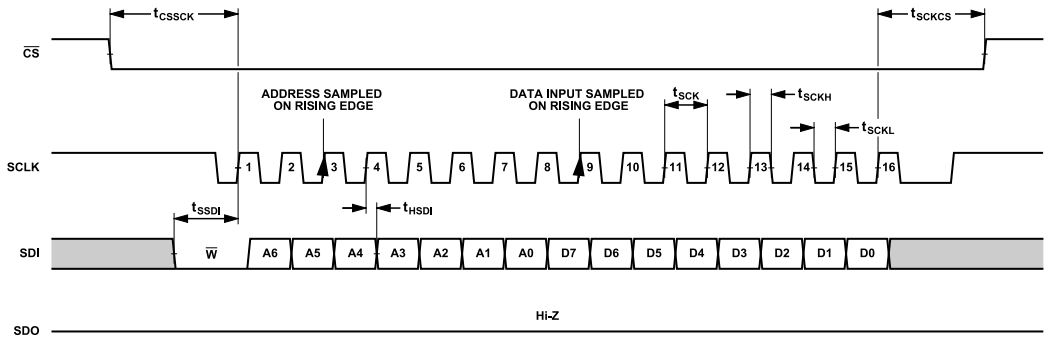 tCSSCK tSCKCS
CS
ADDRESS SAMPLED
ON RISING EDGE
DATA INPUT SAMPLED
ON RISING EDGE
tSCK
tSCKH
tSCKL
SCLK 1 2 3 4 5 6 7 8 9 10 11 12 13 14 15 16
tSSDI
tHSDI
SDI W A6 A5 A4 A3 A2 A1 A0 D7 D6 D5 D4 D3 D2 D1 D0
Hi-Z
SDO